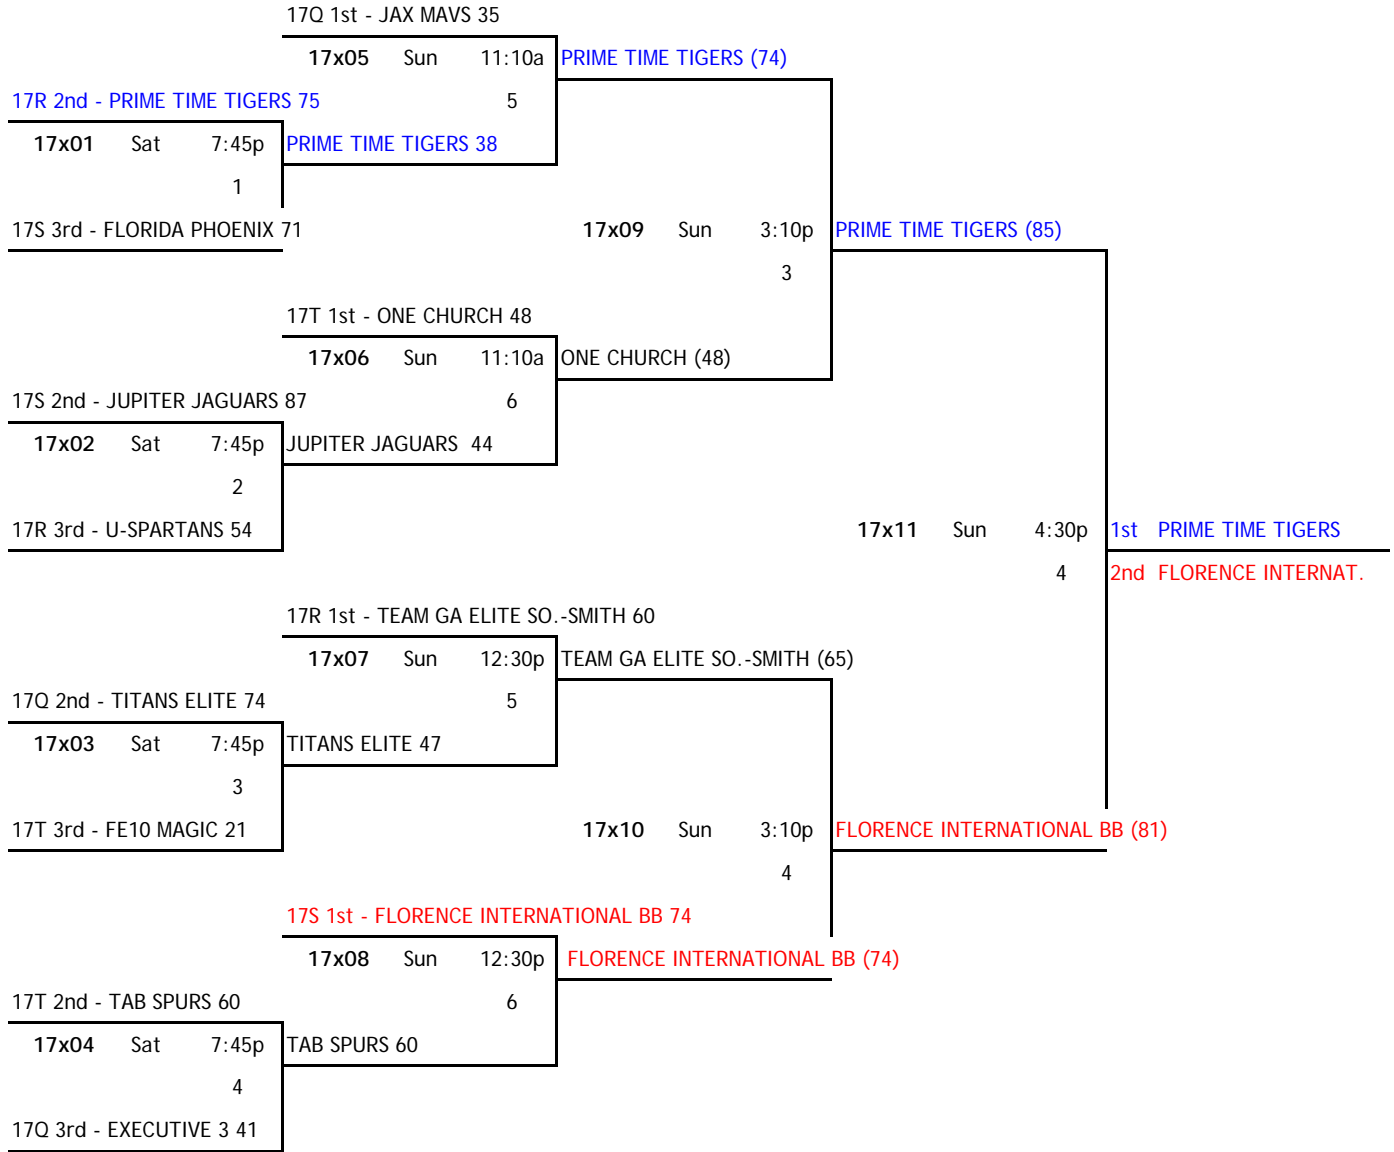 17Q 1st - JAX MAVS 35
17x05 Sun 11:10a PRIME TIME TIGERS (74)
17R 2nd - PRIME TIME TIGERS 75 5
17x01 Sat 7:45p PRIME TIME TIGERS 38
1
17S 3rd - FLORIDA PHOENIX 71 17x09 Sun 3:10p PRIME TIME TIGERS (85)
3
17T 1st - ONE CHURCH 48
17x06 Sun 11:10a ONE CHURCH (48)
17S 2nd - JUPITER JAGUARS 87 6
17x02 Sat 7:45p JUPITER JAGUARS 44
2
17R 3rd - U-SPARTANS 54 17x11 Sun 4:30p 1st PRIME TIME TIGERS
4 2nd FLORENCE INTERNAT.
17R 1st - TEAM GA ELITE SO.-SMITH 60
17x07 Sun 12:30p TEAM GA ELITE SO.-SMITH (65)
17Q 2nd - TITANS ELITE 74 5
17x03 Sat 7:45p TITANS ELITE 47
3
17T 3rd - FE10 MAGIC 21 17x10 Sun 3:10p FLORENCE INTERNATIONAL BB (81)
4
17S 1st - FLORENCE INTERNATIONAL BB 74
17x08 Sun 12:30p FLORENCE INTERNATIONAL BB (74)
17T 2nd - TAB SPURS 60 6
17x04 Sat 7:45p TAB SPURS 60
4
17Q 3rd - EXECUTIVE 3 41